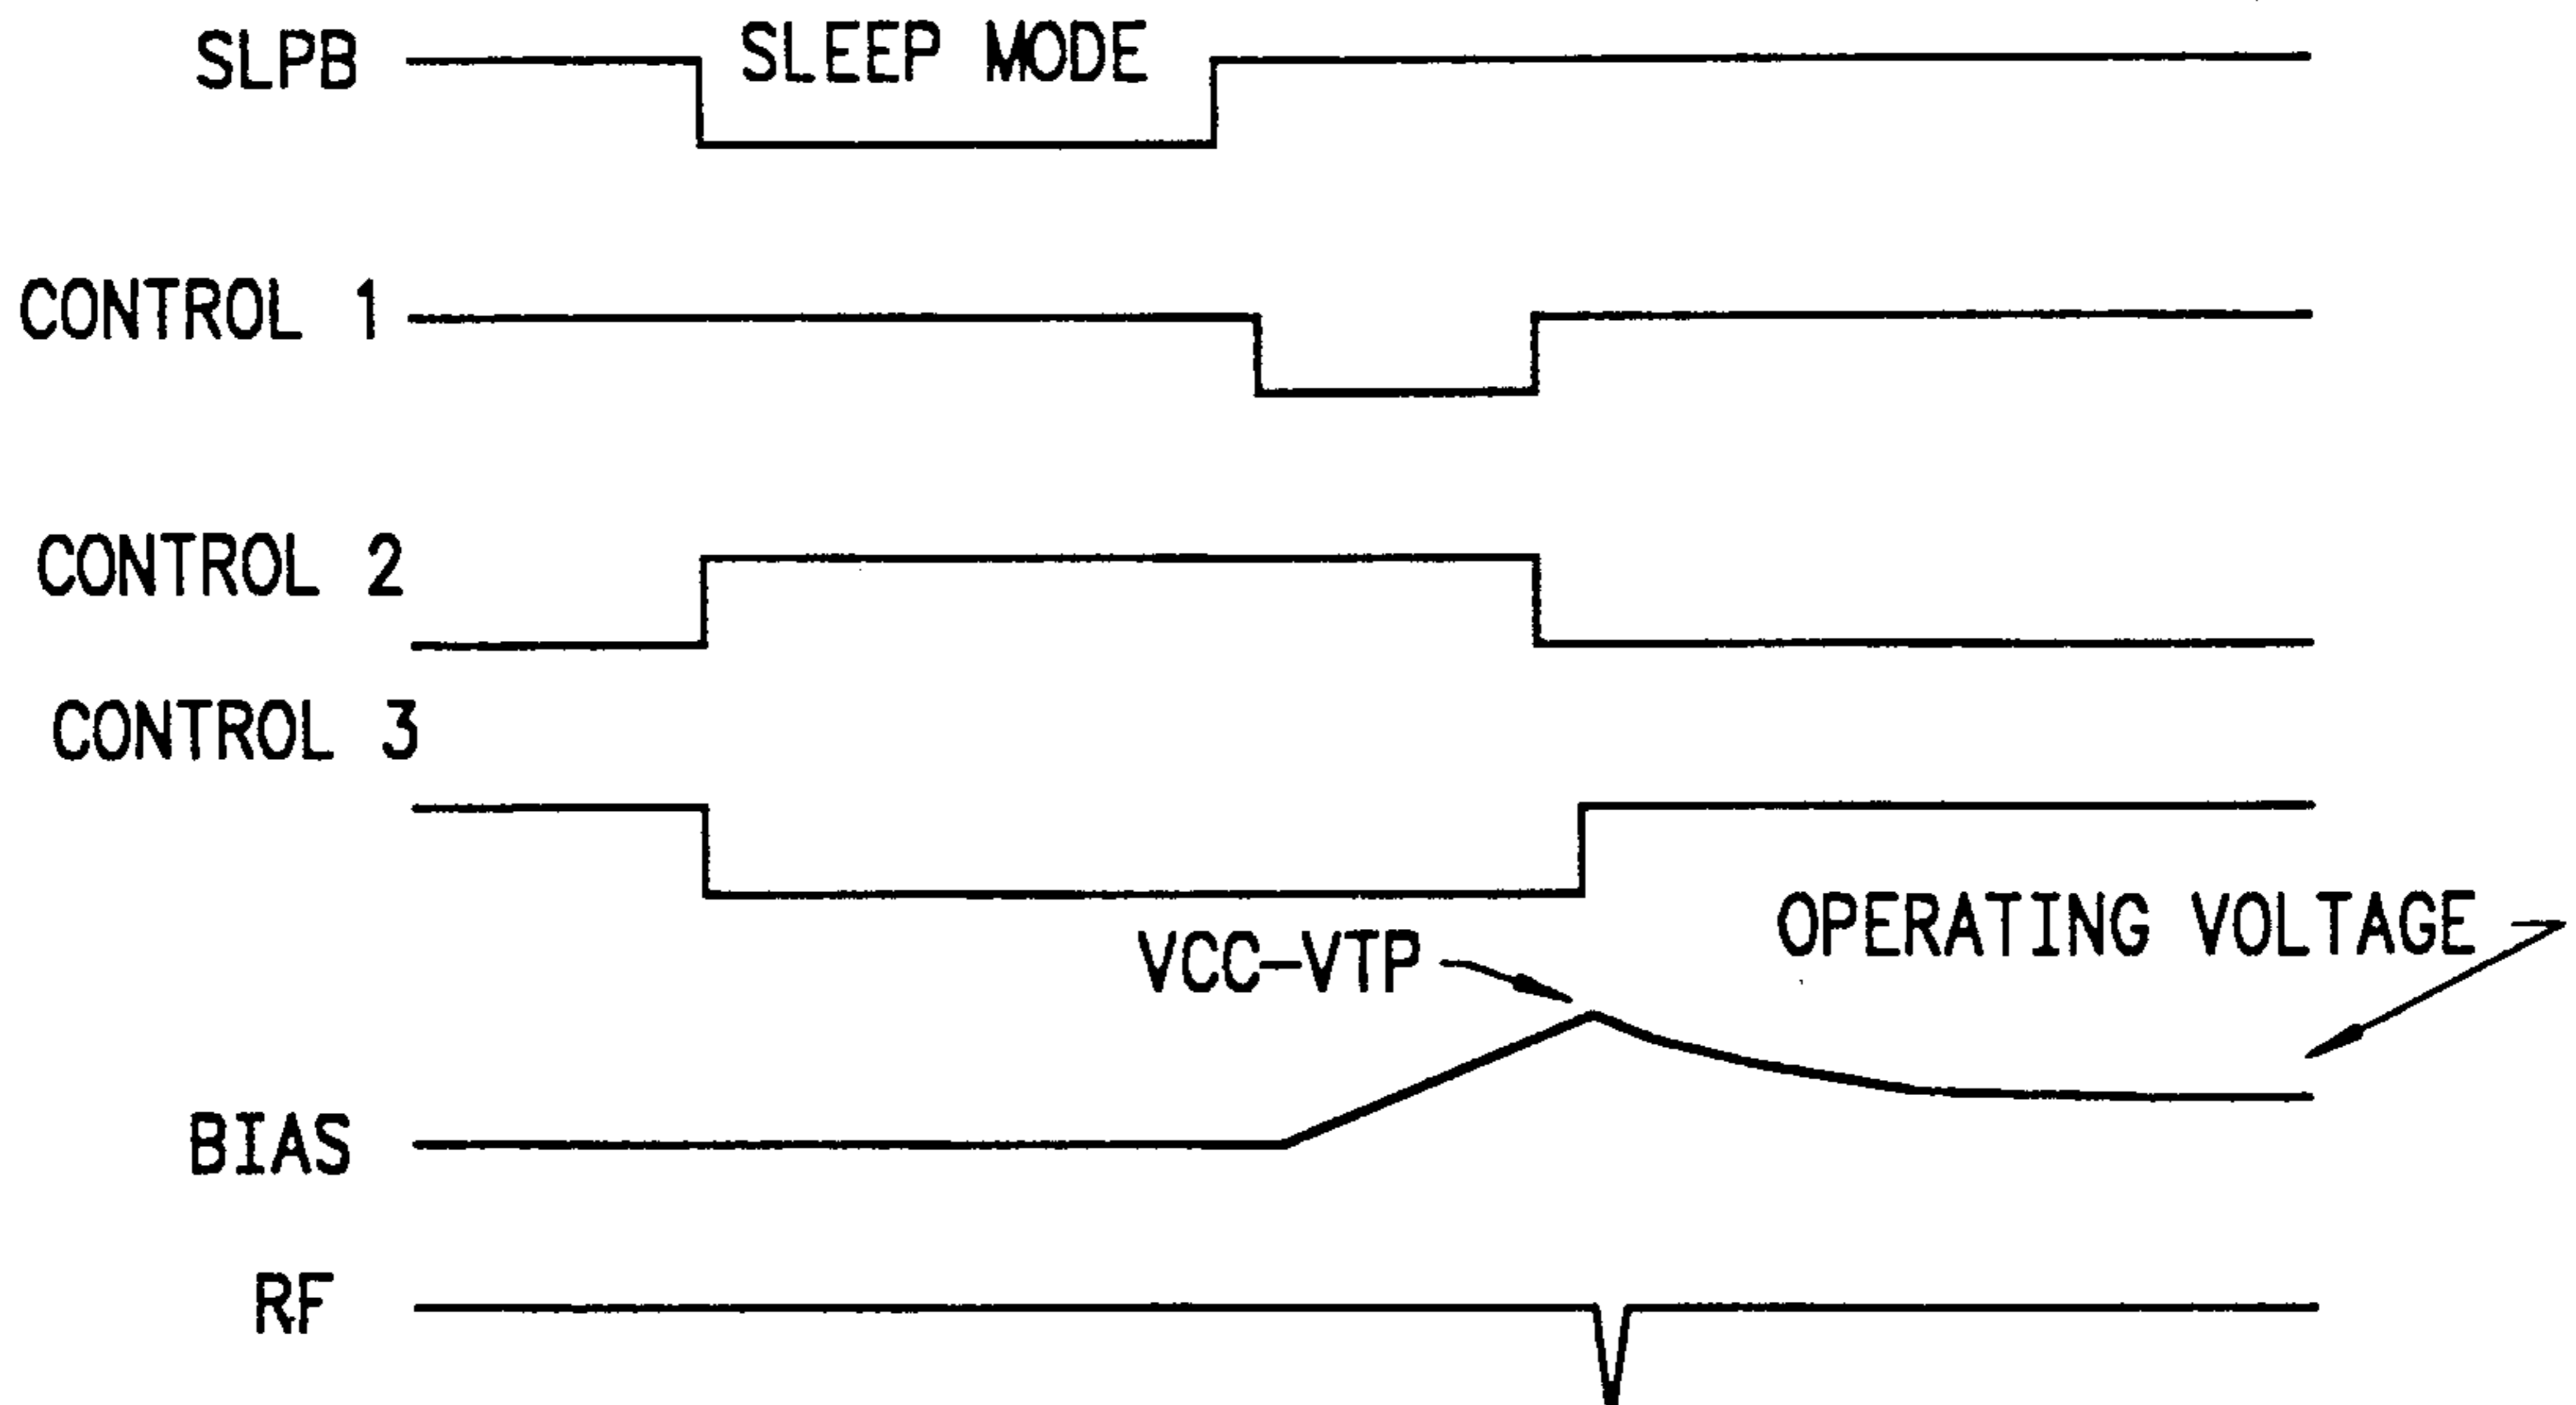 SLPB
SLEEP MODE
CONTROL 1
CONTROL 2
CONTROL 3
VCC-VTP
OPERATING VOLTAGE
BIAS
RF